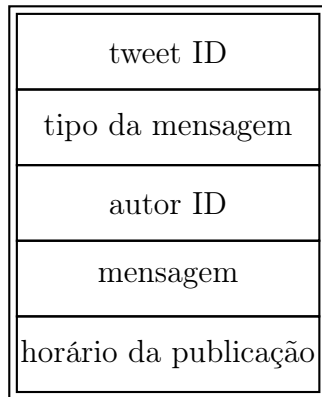 tweet ID
tipo da mensagem
autor ID
mensagem
horário da publicação